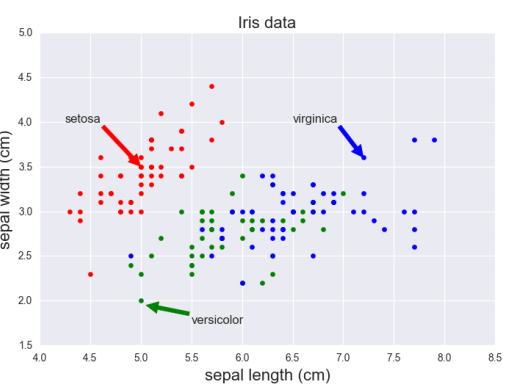 Iris data
5.0
4.5
4.0
3.5
3.0
2.5
2.0
1.5
sepal width (cm)
setosa
virginica
versicolor
4.0 4.5 5.0 5.5 6.0 6.5 7.0 7.5 8.0 8.5
sepal length (cm)